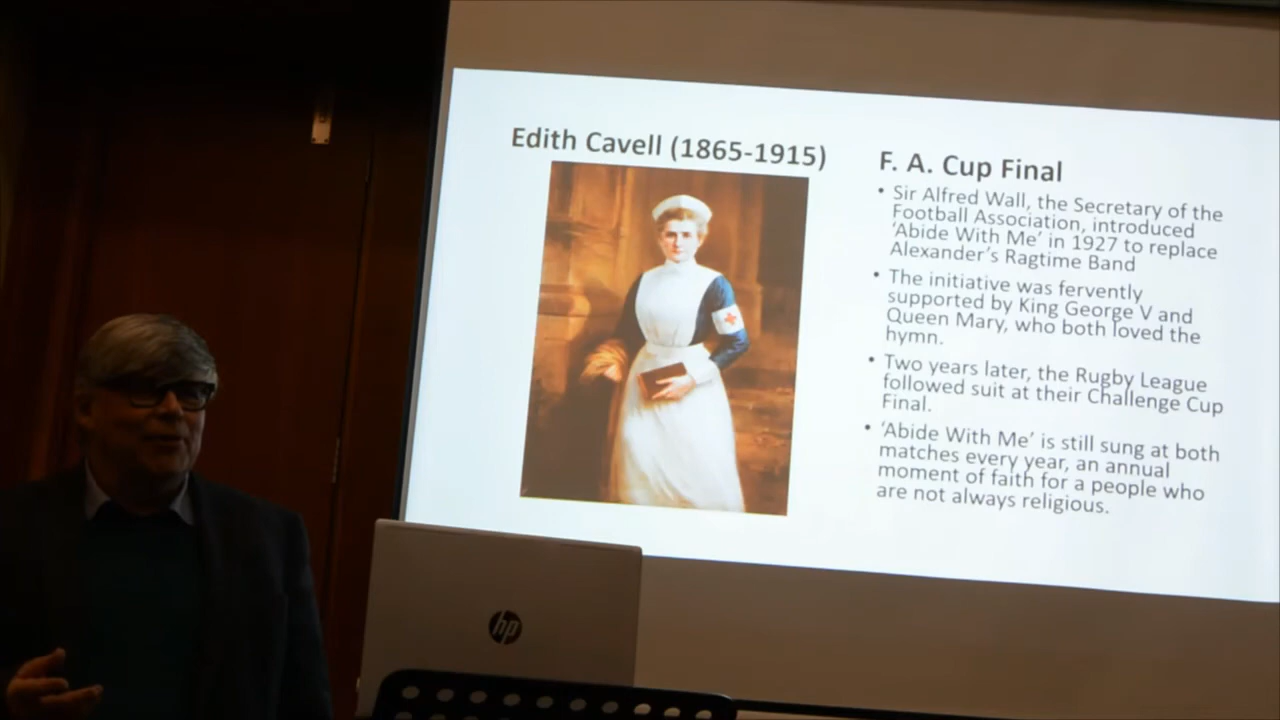 Edith Cavell (1865-1915)
F. A. Cup Final
• Sir Alfred Wall, the Secretary of the
Football Association, introduced
‘Abide With Me’ in 1927 to replace
Alexander’s Ragtime Band
• The initiative was fervently
supported by King George V and
Queen Mary, who both loved the
hymn.
• Two years later, the Rugby League
followed suit at their Challenge Cup
Final.
• ‘Abide With Me’ is still sung at both
matches every year, an annual
moment of faith for a people who
are not always religious.
hp